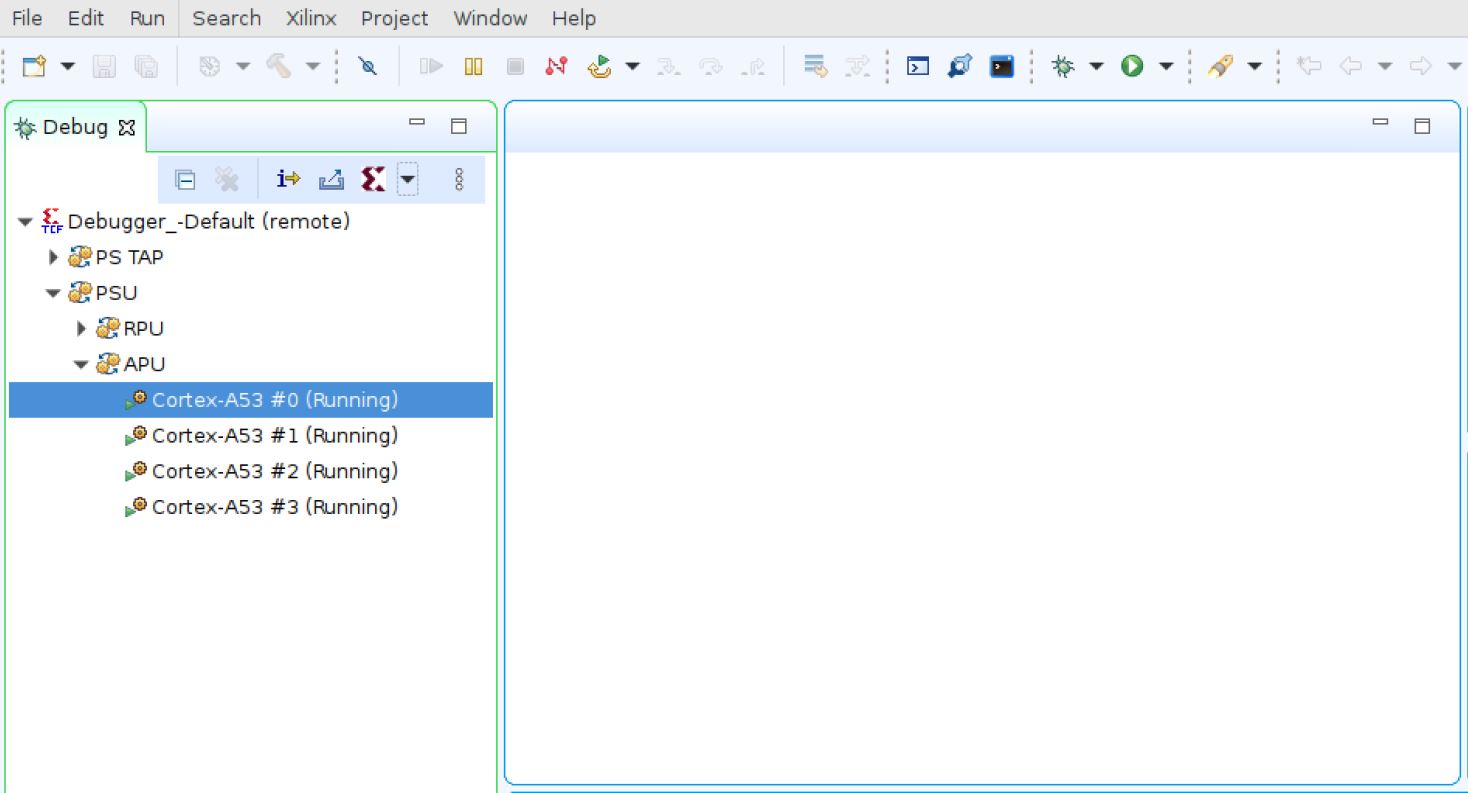 File Edit Run Search Xilinx Project Window Help
Debug
i
TCF Debugger_-Default (remote)
PS TAP
PSU
RPU
APU
Cortex-A53 #0 (Running)
Cortex-A53 #1 (Running)
Cortex-A53 #2 (Running)
Cortex-A53 #3 (Running)